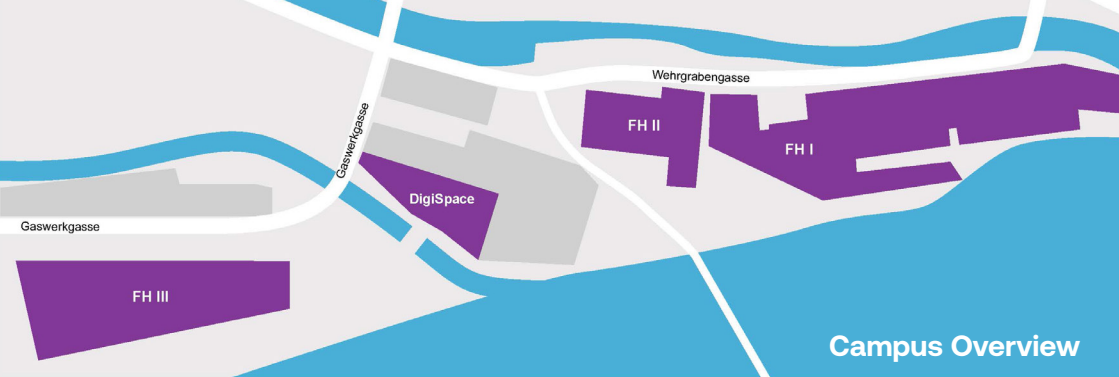 Wehrgrabengasse
Gaswerkgasse
FH II
FH I
DigiSpace
Gaswerkgasse
FH III
Campus Overview